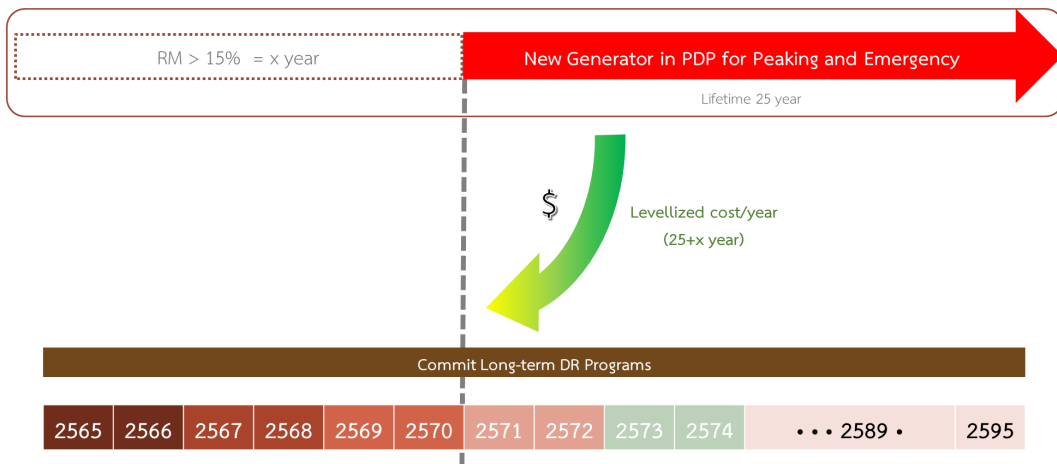 RM > 15% = x year
New Generator in PDP for Peaking and Emergency
Lifetime 25 year
$
Levellized cost/year
(25+x year)
Commit Long-term DR Programs
2565 2566 2567 2568 2569 2570 2571 2572 2573 2574 • • • 2589 • 2595